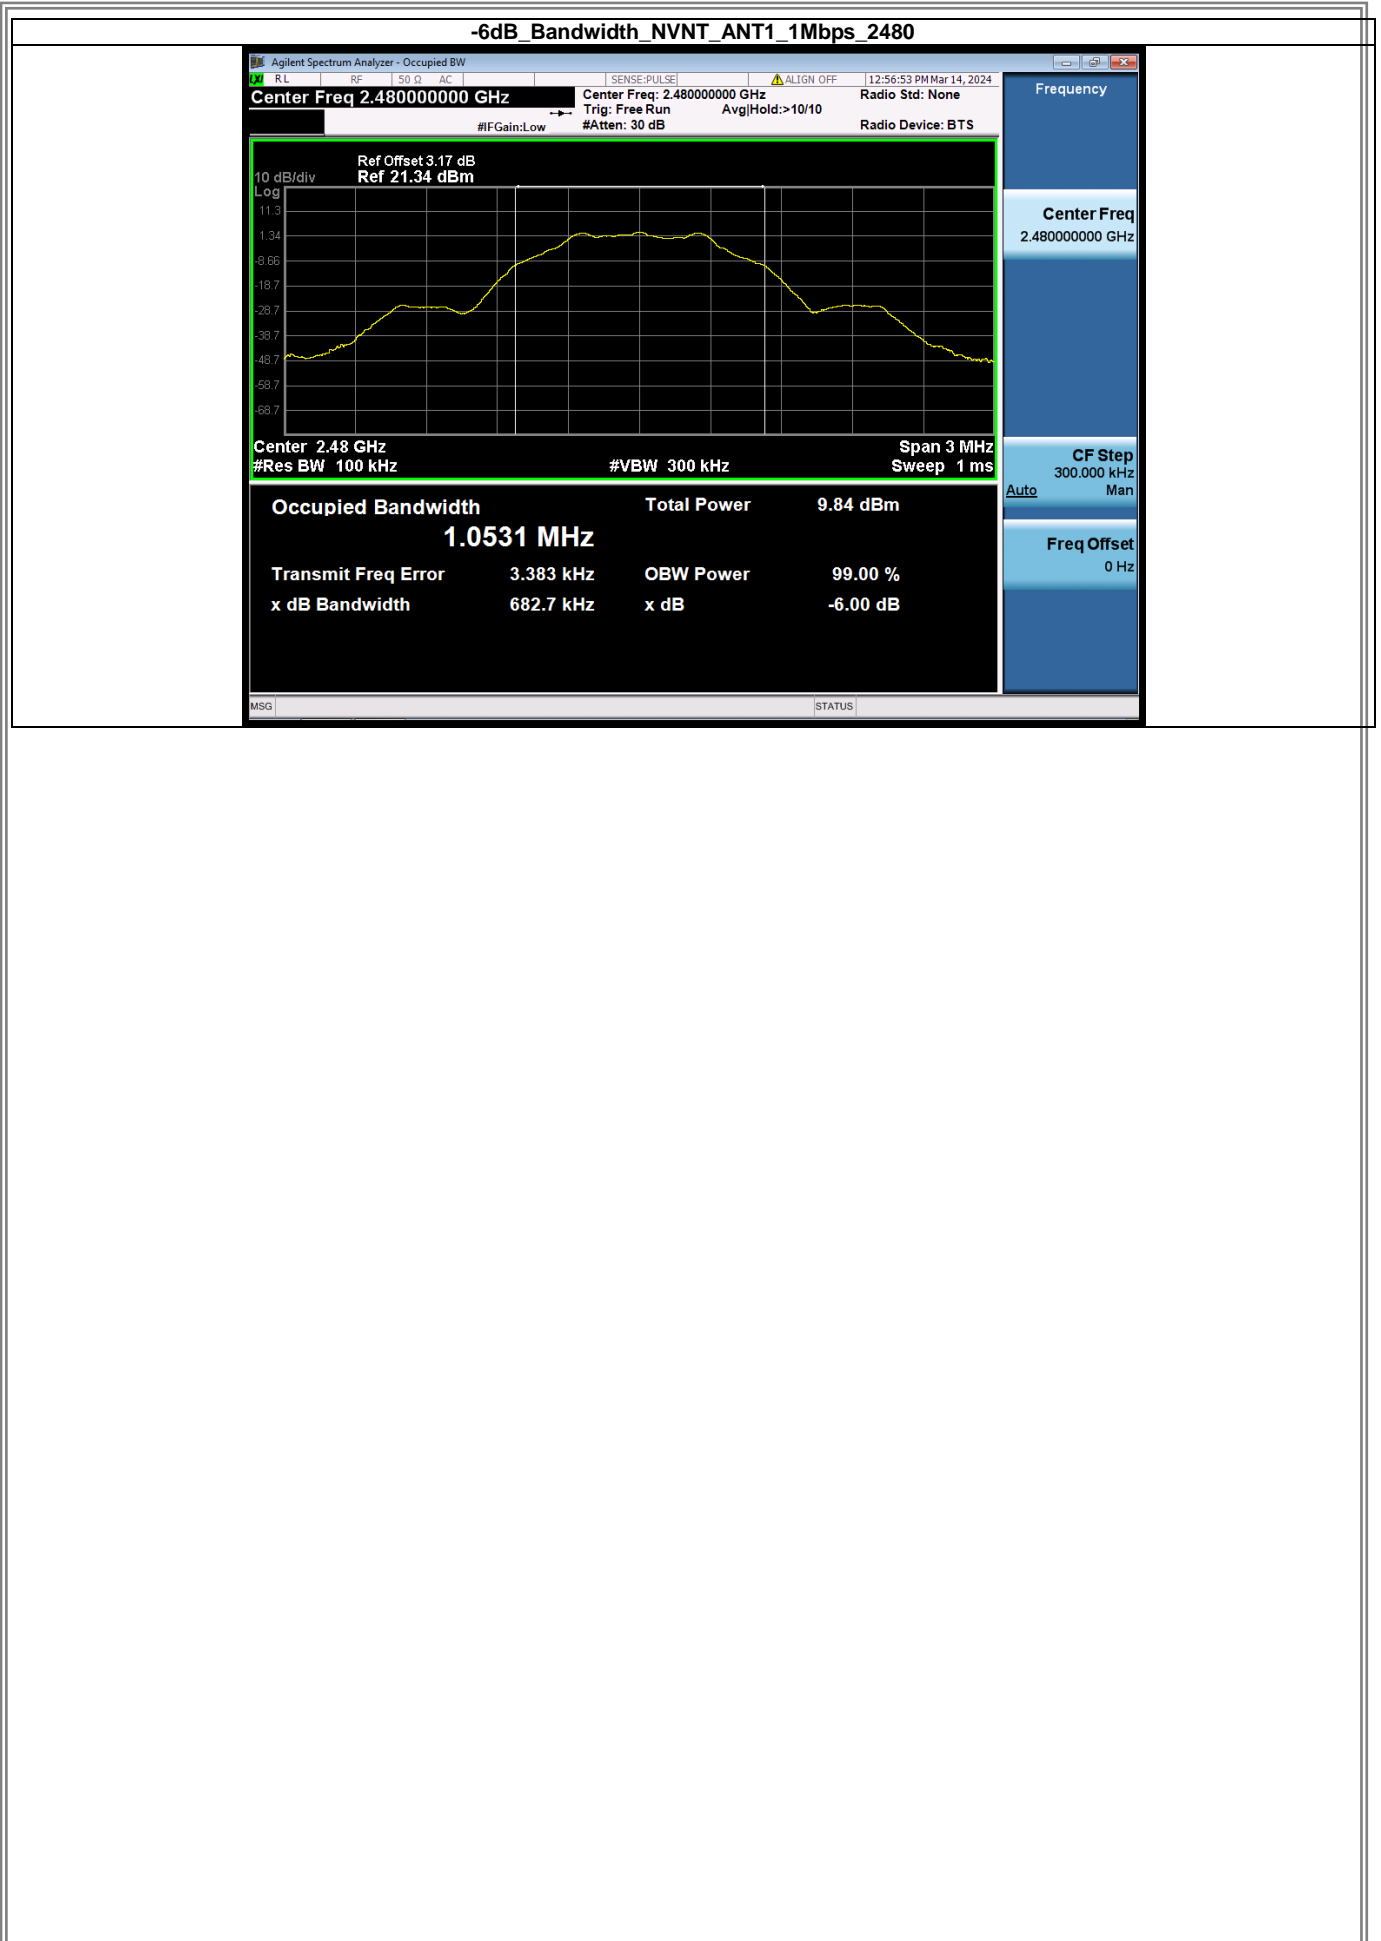 -6dB_Bandwidth_NVNT_ANT1_1Mbps_2480
Agilent Spectrum Analyzer - Occupied BW
LXI RL RF 50 Ω AC SENSE:PULSE ALIGN OFF 12:56:53 PM Mar 14, 2024
Center Freq 2.480000000 GHz
#IFGain:Low
Center Freq: 2.480000000 GHz
Trig: Free Run Avg|Hold:>10/10
#Atten: 30 dB
Radio Std: None
Radio Device: BTS
Ref Offset 3.17 dB
10 dB/div Ref 21.34 dBm
Log
11.3
1.34
-8.66
-18.7
-28.7
-38.7
-48.7
-58.7
-68.7
Center 2.48 GHz Span 3 MHz
#Res BW 100 kHz #VBW 300 kHz Sweep 1 ms
Occupied Bandwidth Total Power 9.84 dBm
1.0531 MHz
Transmit Freq Error 3.383 kHz OBW Power 99.00 %
x dB Bandwidth 682.7 kHz x dB -6.00 dB
MSG STATUS
Frequency
Center Freq
2.480000000 GHz
CF Step
300.000 kHz
Auto Man
Freq Offset
0 Hz